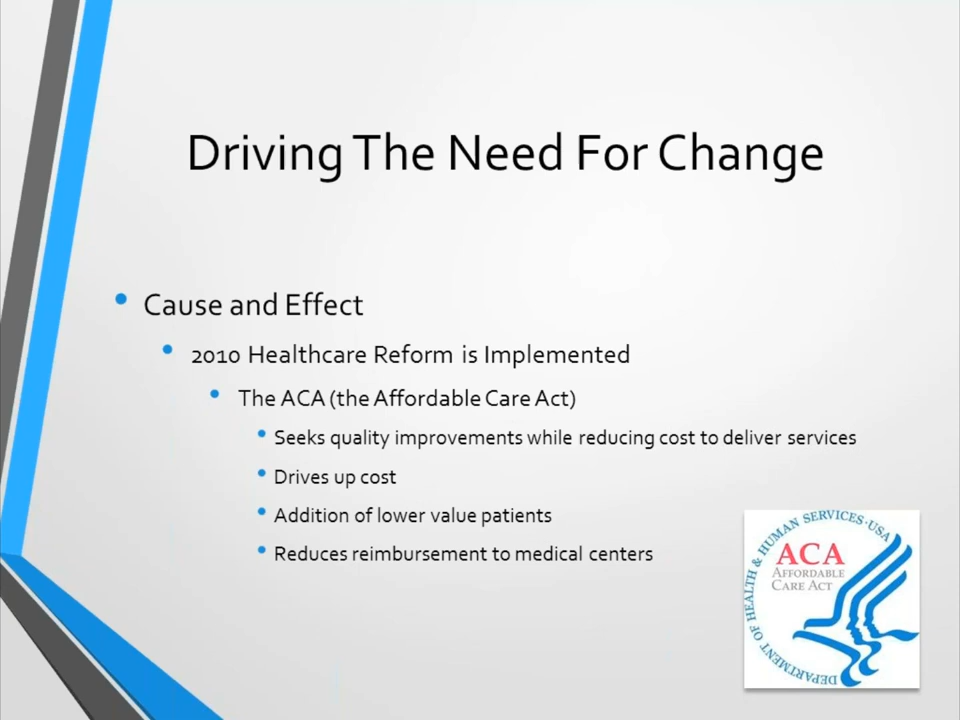 Driving The Need For Change
Cause and Effect
2010 Healthcare Reform is Implemented
The ACA (the Affordable Care Act)
Seeks quality improvements while reducing cost to deliver services
Drives up cost
Addition of lower value patients
Reduces reimbursement to medical centers
DEPARTMENT OF HEALTH & HUMAN SERVICES·USA
ACA
AFFORDABLE
CARE ACT